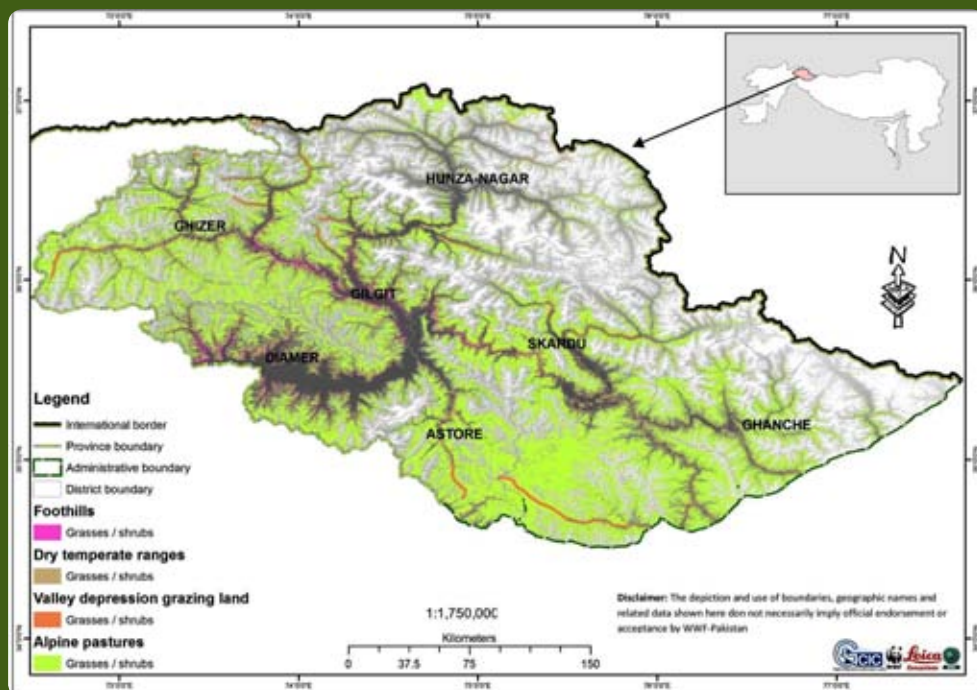 HUNZA-NAGAR
GHIZER
GILGIT
SKARDU
DIAMER
GHANCHE
ASTORE
N
Legend
International border
Province boundary
Administrative boundary
District boundary
Foothills
Grasses / shrubs
Dry temperate ranges
Grasses / shrubs
Valley depression grazing land
Grasses / shrubs
Alpine pastures
Grasses / shrubs
1:1,750,000
Kilometers
0 37.5 75 150
Disclaimer: The depiction and use of boundaries, geographic names and
related data shown here don not necessarily imply official endorsement or
acceptance by WWF-Pakistan
CIC
WWF
Leica